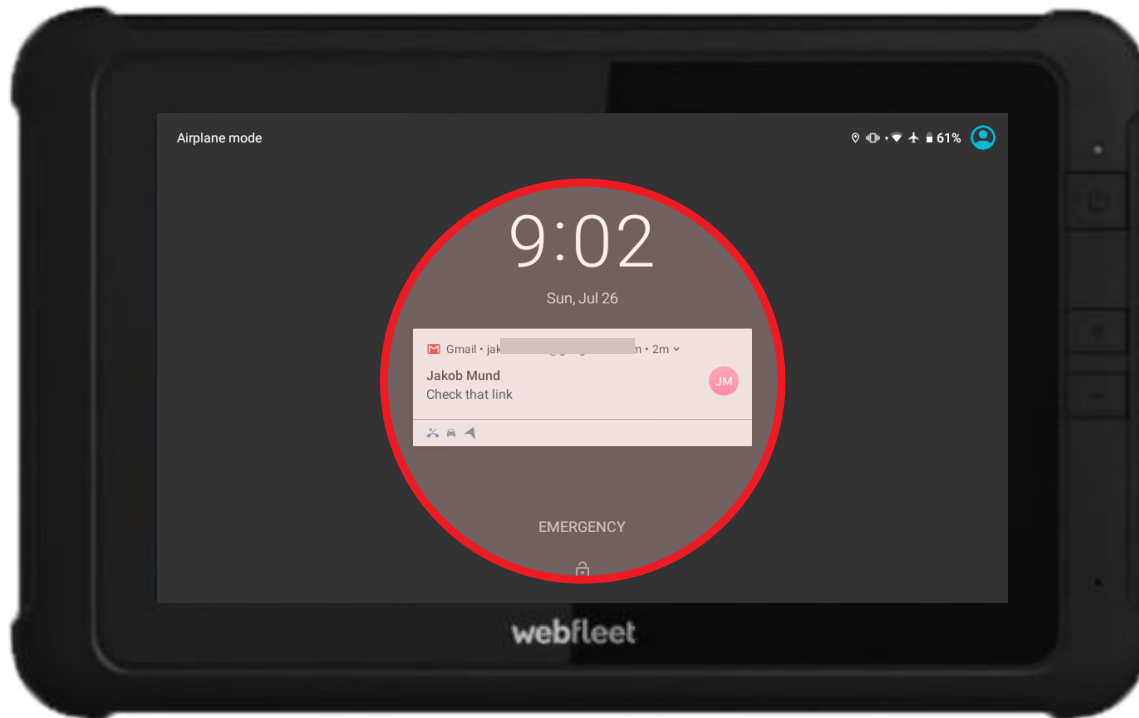 Airplane mode
61%
9:02
Sun, Jul 26
Gmail • jak n • 2m
Jakob Mund
Check that link
JM
EMERGENCY
webfleet